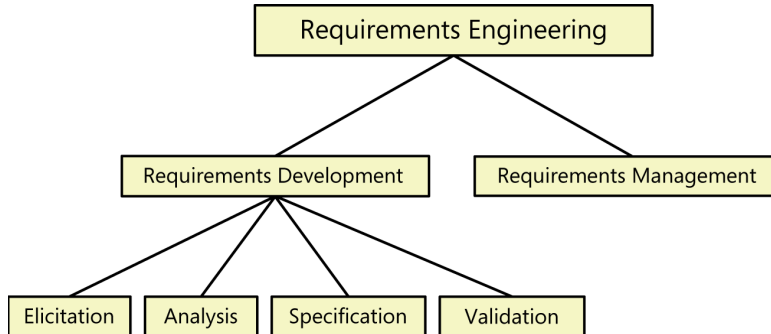 Requirements Engineering
Requirements Development
Requirements Management
Elicitation
Analysis
Specification
Validation